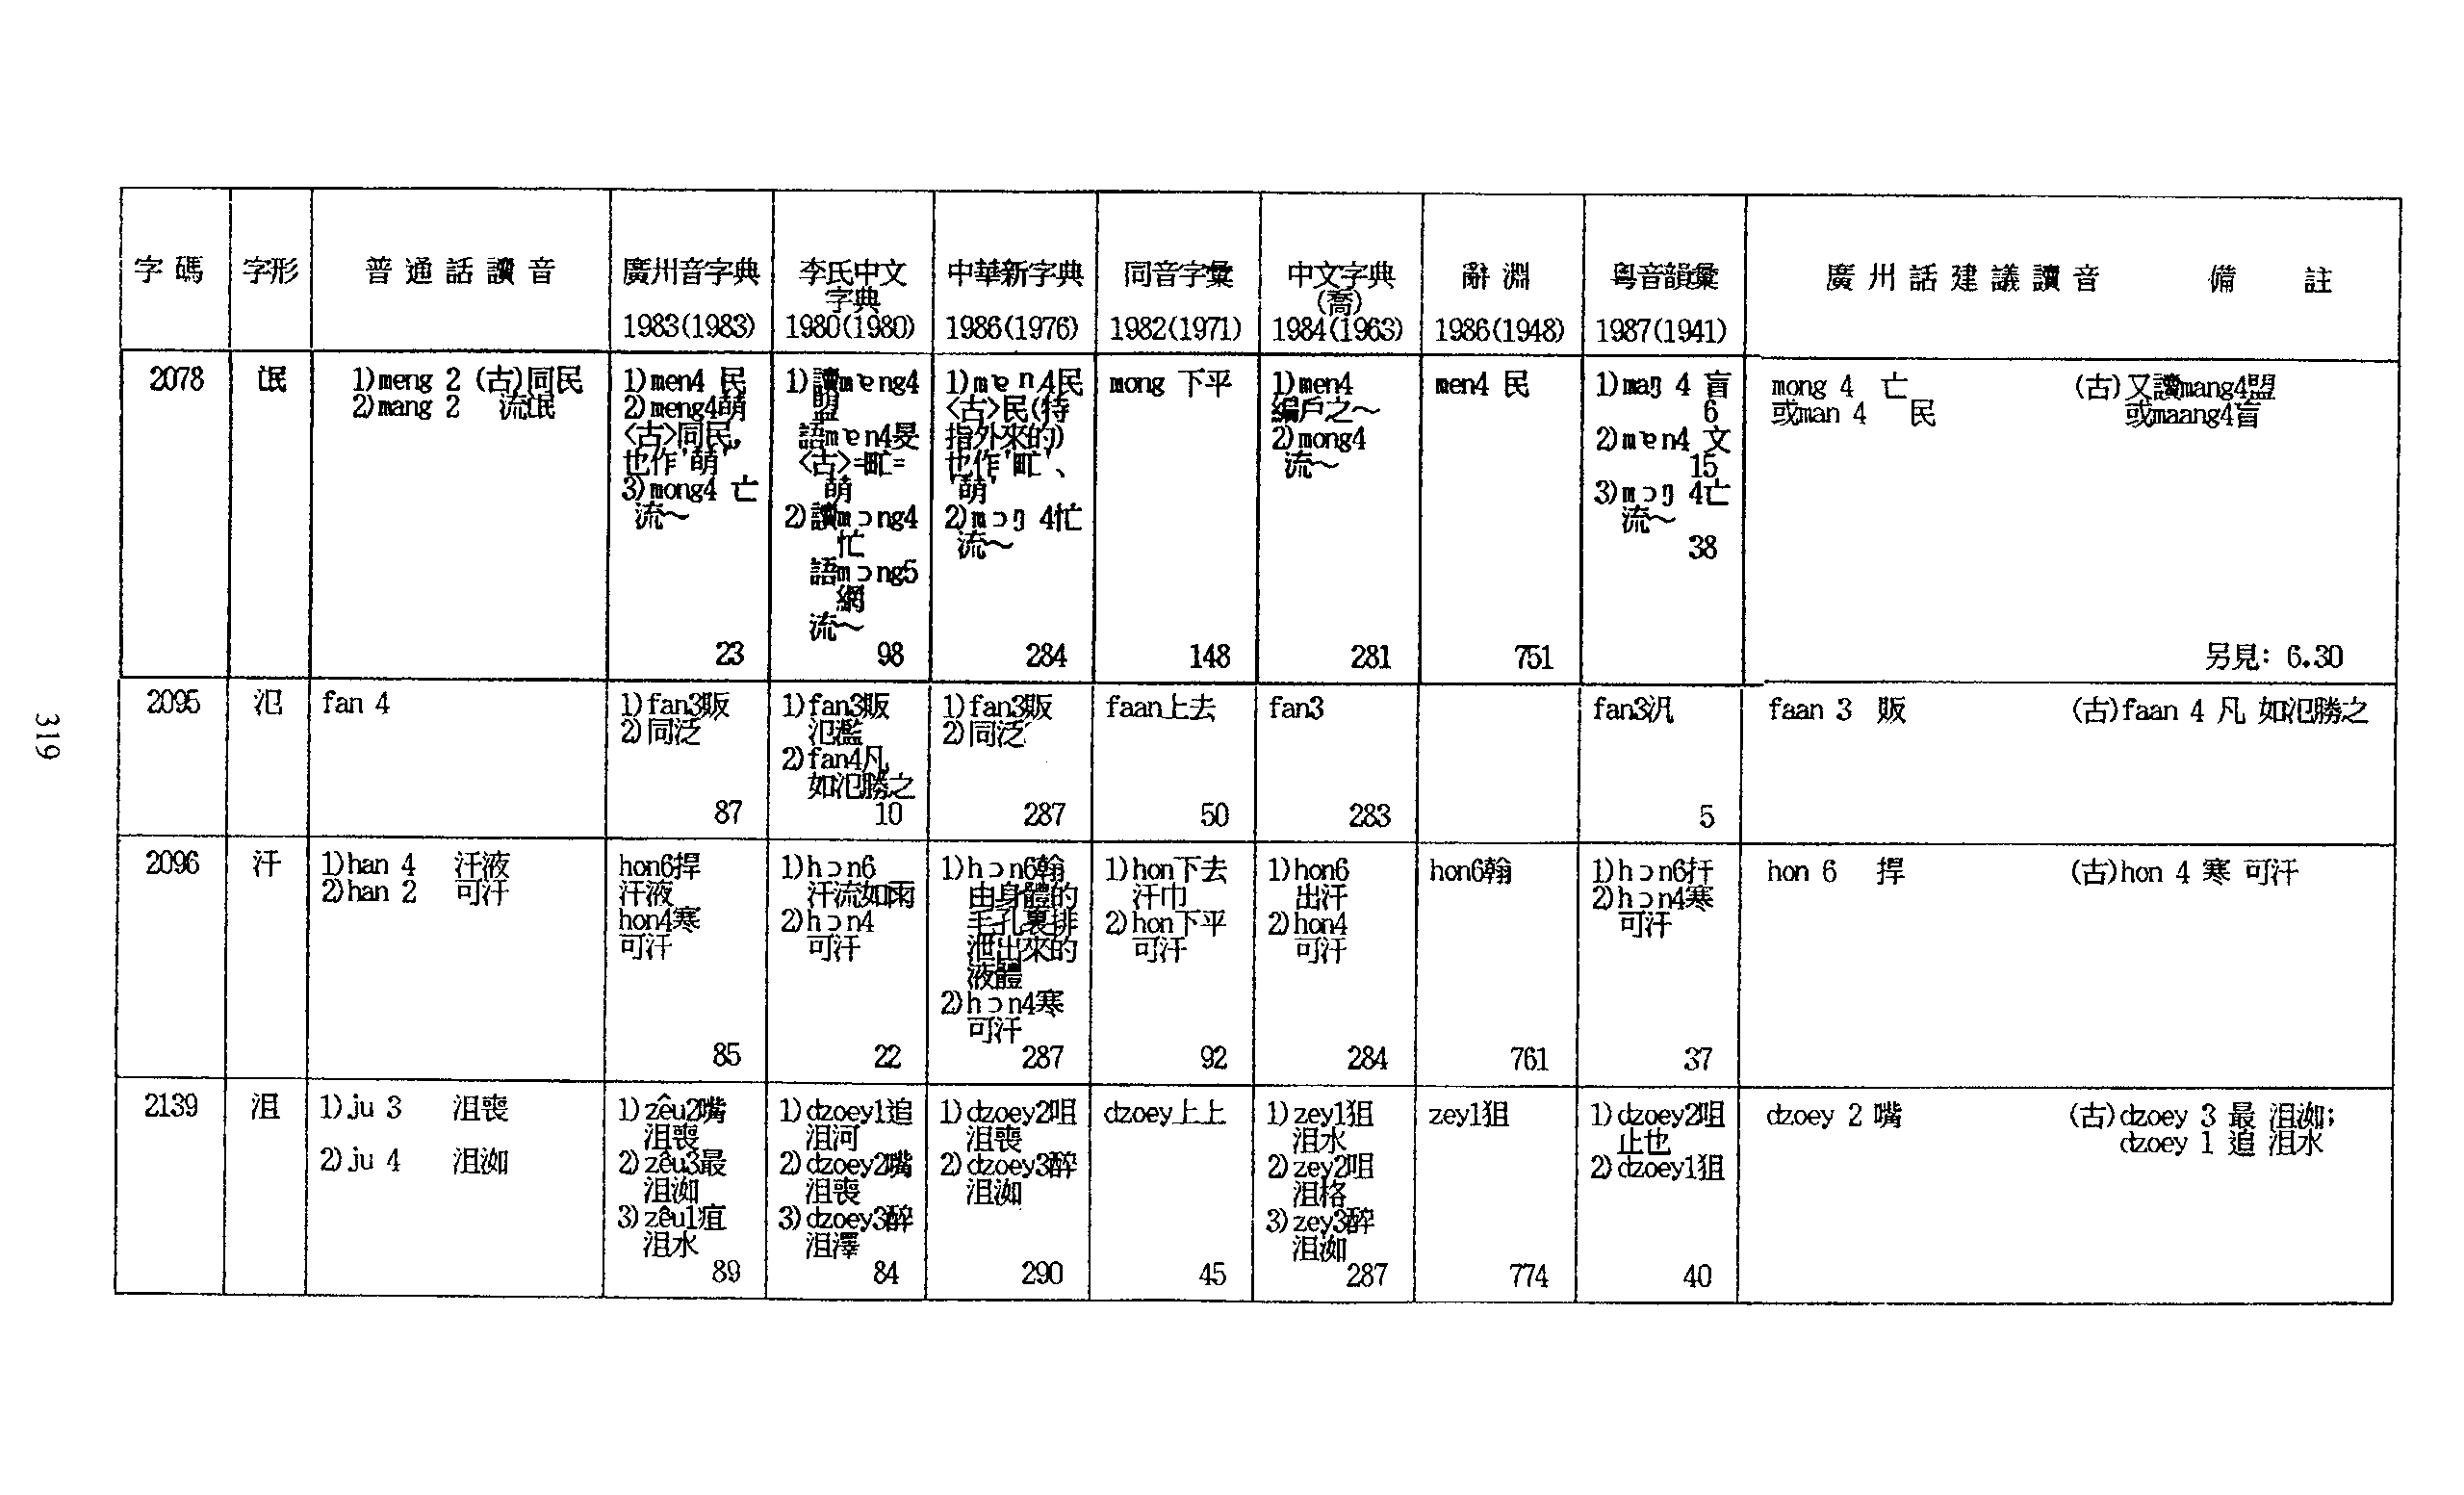 字碼
字形
普通話讀音
廣州音字典
1983(1983)
李氏中文
字典
1980(1980)
中華新字典
1986(1976)
同音字彙
1982(1971)
中文字典
(喬)
1984(1963)
辭淵
1986(1948)
粵音韻彙
1987(1941)
廣州話建議讀音
備註
2078
氓
1)meng 2 (古)同民
2)mang 2 流氓
1)men4 民
2)meng4萌
<古>同民,
也作'萌'
3)mong4 亡
流～
23
1)讀mɐng4
盟
語mɐn4旻
<古>=甿=
萌
2)讀mɔng4
忙
語mɔng5
網
流～
98
1)mɐn4民
<古>民(特
指外來的)
也作'甿'、
'萌'
2)mɔŋ 4忙
流～
284
mong 下平
148
1)men4
編戶之～
2)mong4
流～
281
men4 民
751
1)maŋ 4 盲
6
2)mɐn4 文
15
3)mɔŋ 4亡
流～
38
mong 4 亡
或man 4 民
(古)又讀mang4盟
或maang4盲
另見: 6.30
2095
氾
fan 4
1)fan3販
2)同泛
87
1)fan3販
氾濫
2)fan4凡
如氾勝之
10
1)fan3販
2)同泛
287
faan上去
50
fan3
283
fan3汎
5
faan 3 販
(古)faan 4 凡 如氾勝之
2096
汗
1)han 4 汗液
2)han 2 可汗
hon6捍
汗液
hon4寒
可汗
85
1)hɔn6
汗流如雨
2)hɔn4
可汗
22
1)hɔn6翰
由身體的
毛孔裏排
泄出來的
液體
2)hɔn4寒
可汗
287
1)hon下去
汗巾
2)hon下平
可汗
92
1)hon6
出汗
2)hon4
可汗
284
hon6翰
761
1)hɔn6扞
2)hɔn4寒
可汗
37
hon 6 捍
(古)hon 4 寒 可汗
2139
沮
1)ju 3 沮喪
2)ju 4 沮洳
1)zêu2嘴
沮喪
2)zêu3最
沮洳
3)zêu1疽
沮水
89
1)dzoey1追
沮河
2)dzoey2嘴
沮喪
3)dzoey3醉
沮澤
84
1)dzoey2咀
沮喪
2)dzoey3醉
沮洳
290
dzoey上上
45
1)zey1狙
沮水
2)zey2咀
沮格
3)zey3醉
沮洳
287
zey1狙
774
1)dzoey2咀
止也
2)dzoey1狙
40
dzoey 2 嘴
(古)dzoey 3 最 沮洳;
dzoey 1 追 沮水
319